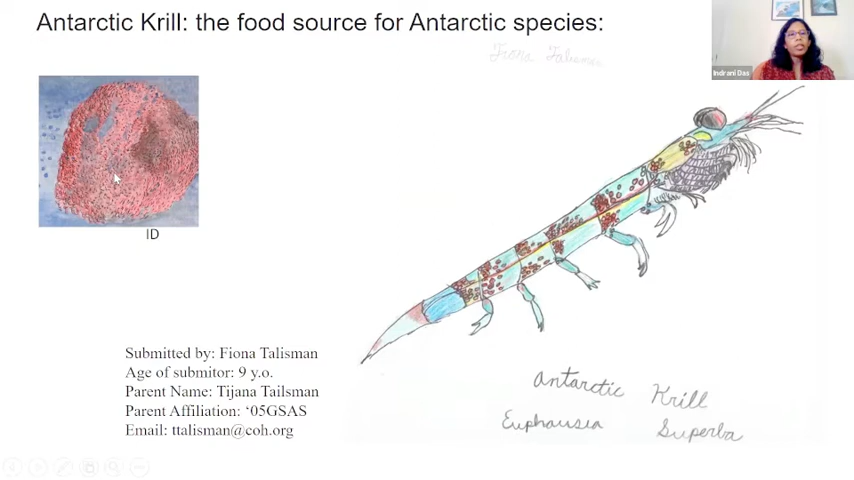 Antarctic Krill: the food source for Antarctic species:
Fiona Talisman
Indrani Das
ID
Submitted by: Fiona Talisman
Age of submitor: 9 y.o.
Parent Name: Tijana Tailsman
Parent Affiliation: ‘05GSAS
Email: ttalisman@coh.org
Antarctic Krill
Euphausia Superba